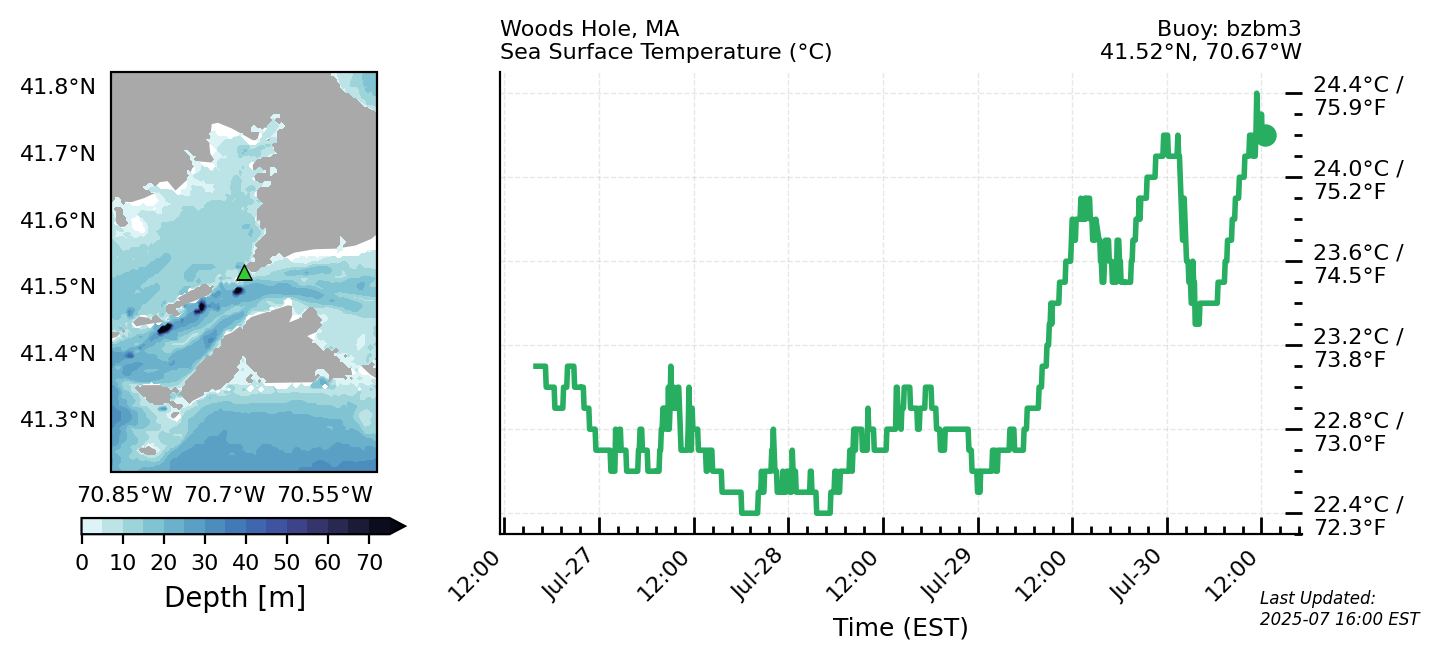 Woods Hole, MA
Sea Surface Temperature (°C)
Buoy: bzbm3
41.52°N, 70.67°W
41.8°N
41.7°N
41.6°N
41.5°N
41.4°N
41.3°N
70.85°W 70.7°W 70.55°W
0 10 20 30 40 50 60 70
Depth [m]
24.4°C /
75.9°F
24.0°C /
75.2°F
23.6°C /
74.5°F
23.2°C /
73.8°F
22.8°C /
73.0°F
22.4°C /
72.3°F
12:00 Jul-27 12:00 Jul-28 12:00 Jul-29 12:00 Jul-30 12:00
Time (EST)
Last Updated:
2025-07 16:00 EST